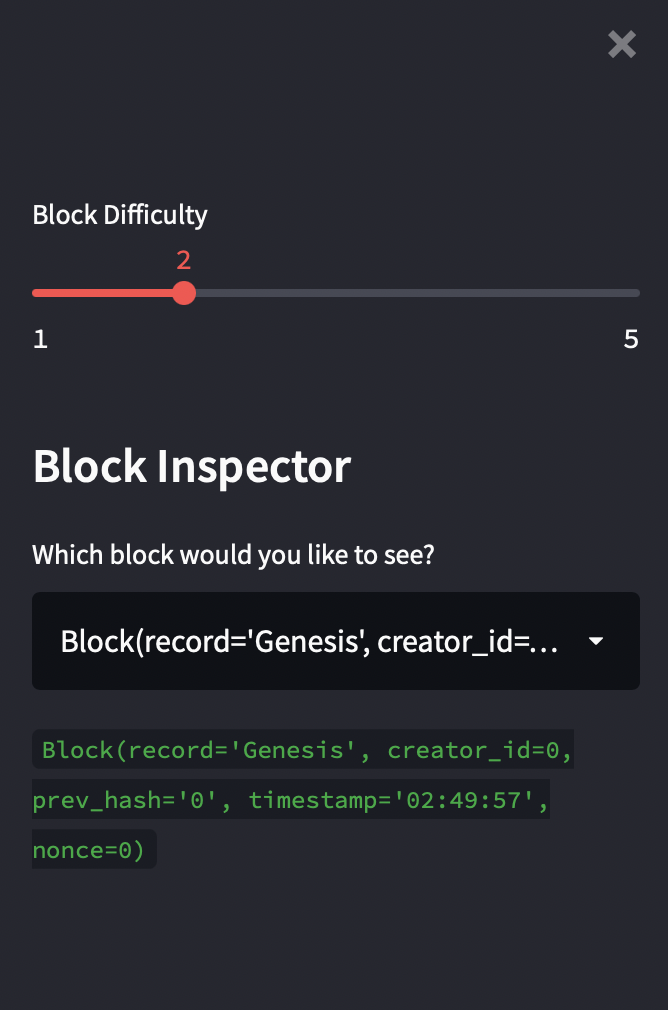 Block Difficulty
2
1 5
Block Inspector
Which block would you like to see?
Block(record='Genesis', creator_id=...
Block(record='Genesis', creator_id=0,
prev_hash='0', timestamp='02:49:57',
nonce=0)